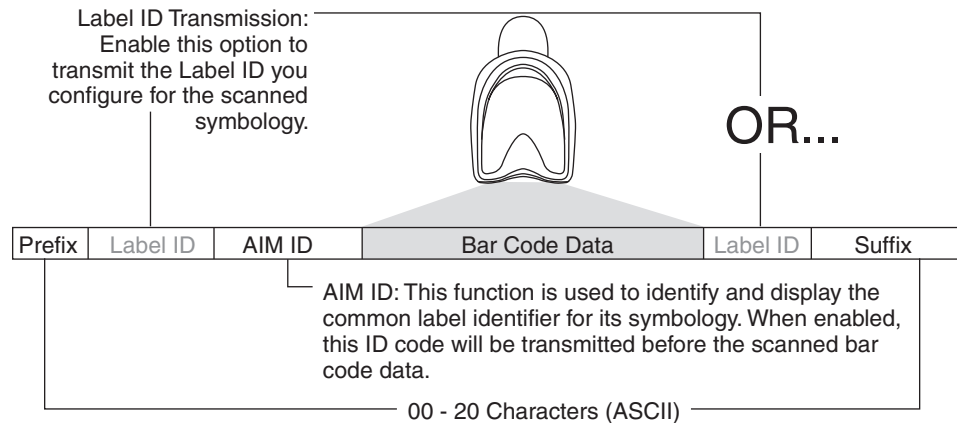 Label ID Transmission:
Enable this option to
transmit the Label ID you
configure for the scanned
symbology.
OR...
Prefix Label ID AIM ID Bar Code Data Label ID Suffix
AIM ID: This function is used to identify and display the
common label identifier for its symbology. When enabled,
this ID code will be transmitted before the scanned bar
code data.
00 - 20 Characters (ASCII)